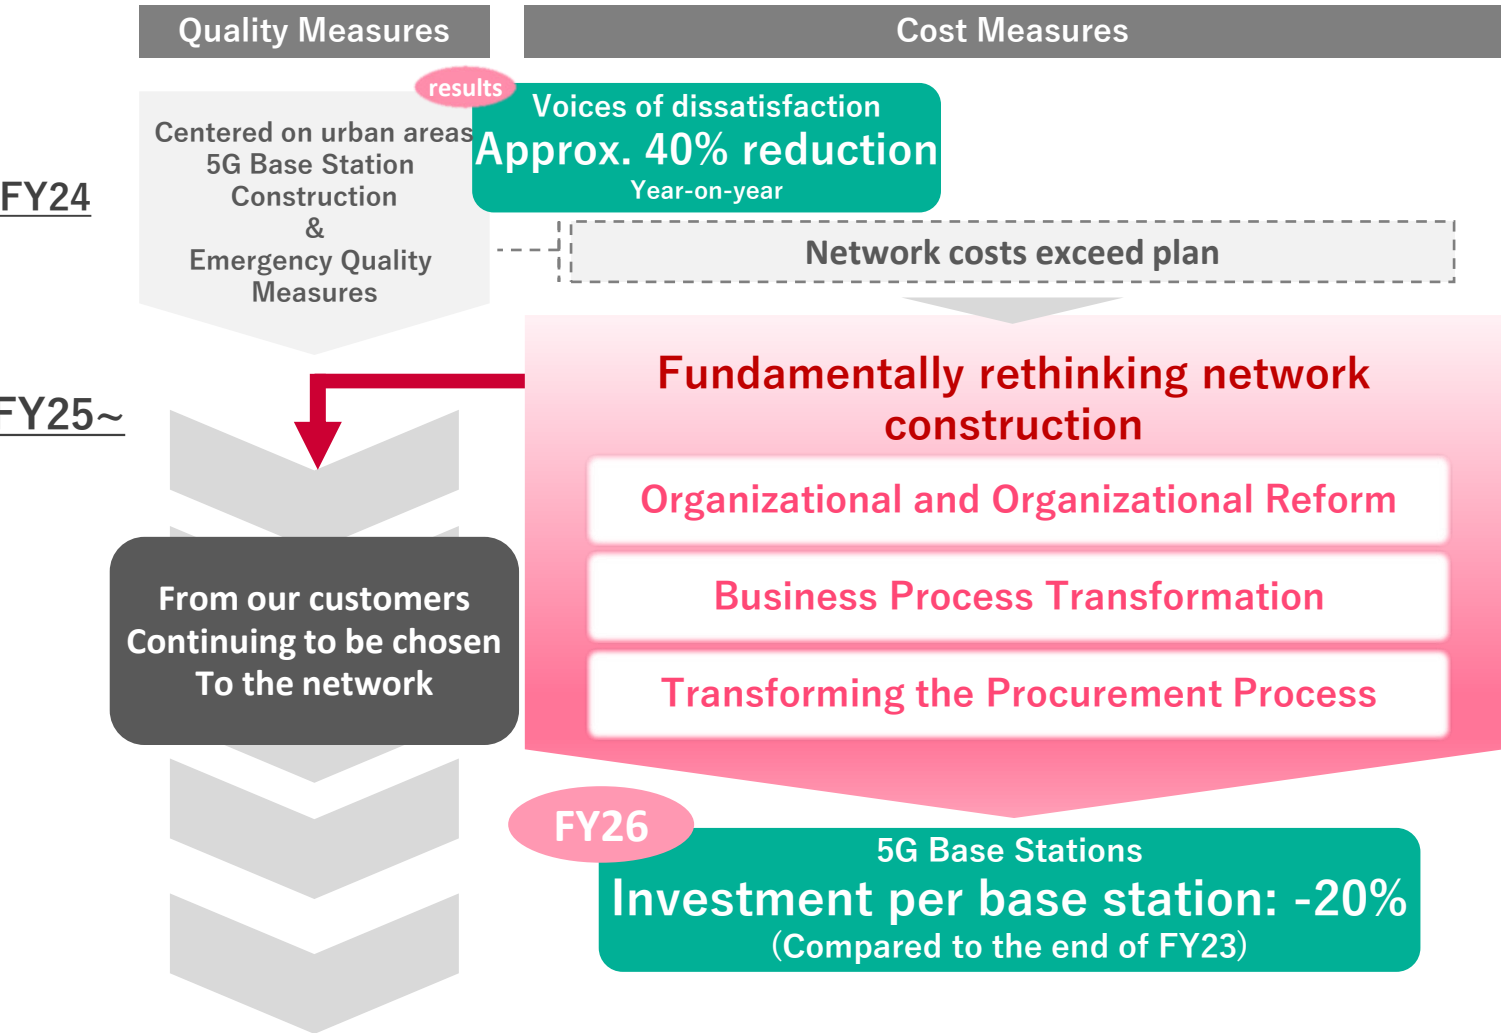 Quality Measures
Cost Measures
results
Voices of dissatisfaction
Approx. 40% reduction
Year-on-year
FY24
Centered on urban areas
5G Base Station
Construction
&
Emergency Quality
Measures
Network costs exceed plan
FY25~
Fundamentally rethinking network
construction
Organizational and Organizational Reform
Business Process Transformation
Transforming the Procurement Process
From our customers
Continuing to be chosen
To the network
FY26
5G Base Stations
Investment per base station: -20%
(Compared to the end of FY23)